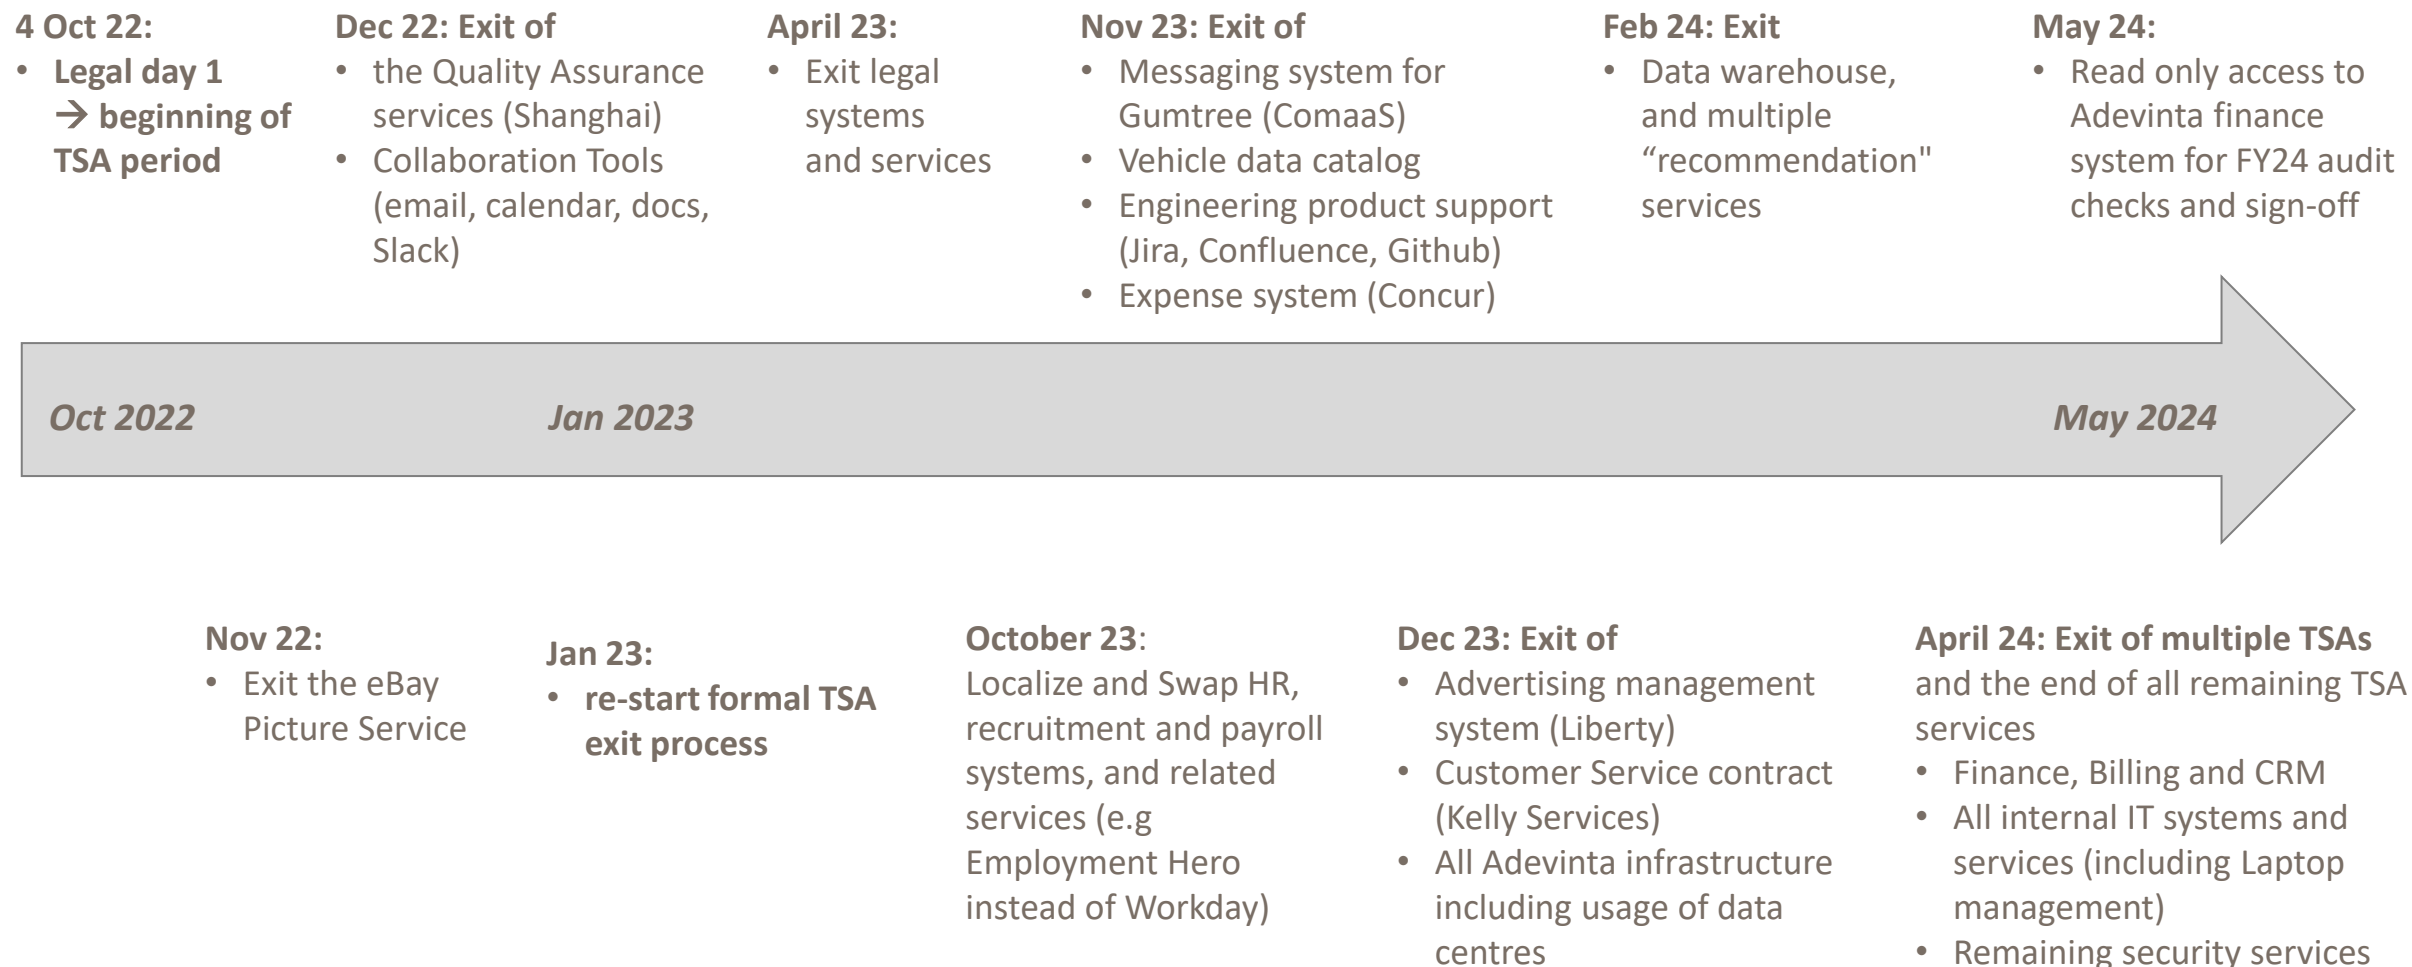 4 Oct 22:
• Legal day 1
→ beginning of
TSA period
Dec 22: Exit of
• the Quality Assurance
services (Shanghai)
• Collaboration Tools
(email, calendar, docs,
Slack)
April 23:
• Exit legal
systems
and services
Nov 23: Exit of
• Messaging system for
Gumtree (ComaaS)
• Vehicle data catalog
• Engineering product support
(Jira, Confluence, Github)
• Expense system (Concur)
Feb 24: Exit
• Data warehouse,
and multiple
“recommendation"
services
May 24:
• Read only access to
Adevinta finance
system for FY24 audit
checks and sign-off
Oct 2022
Jan 2023
May 2024
Nov 22:
• Exit the eBay
Picture Service
Jan 23:
• re-start formal TSA
exit process
October 23:
Localize and Swap HR,
recruitment and payroll
systems, and related
services (e.g
Employment Hero
instead of Workday)
Dec 23: Exit of
• Advertising management
system (Liberty)
• Customer Service contract
(Kelly Services)
• All Adevinta infrastructure
including usage of data
centres
April 24: Exit of multiple TSAs
and the end of all remaining TSA
services
• Finance, Billing and CRM
• All internal IT systems and
services (including Laptop
management)
• Remaining security services